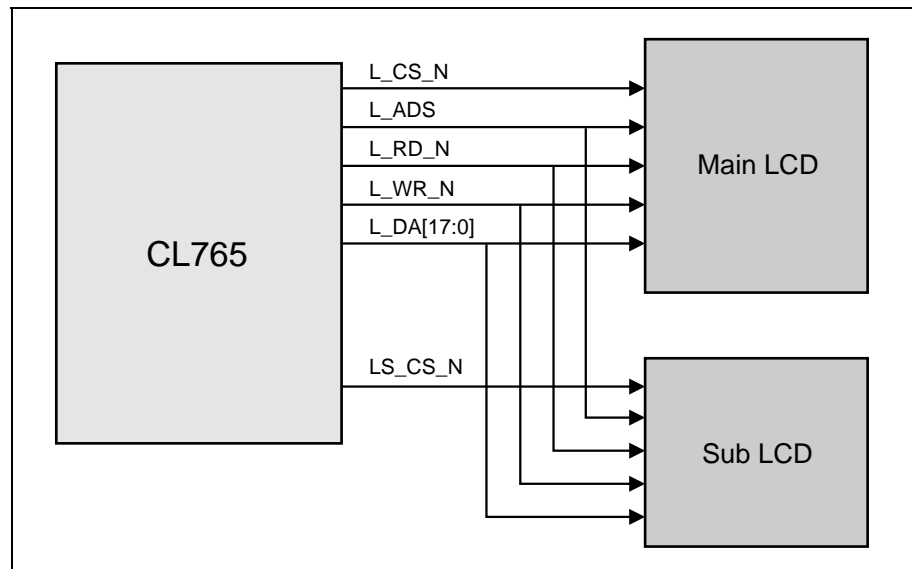 L_CS_N
L_ADS
L_RD_N
L_WR_N
L_DA[17:0]
CL765
Main LCD
LS_CS_N
Sub LCD